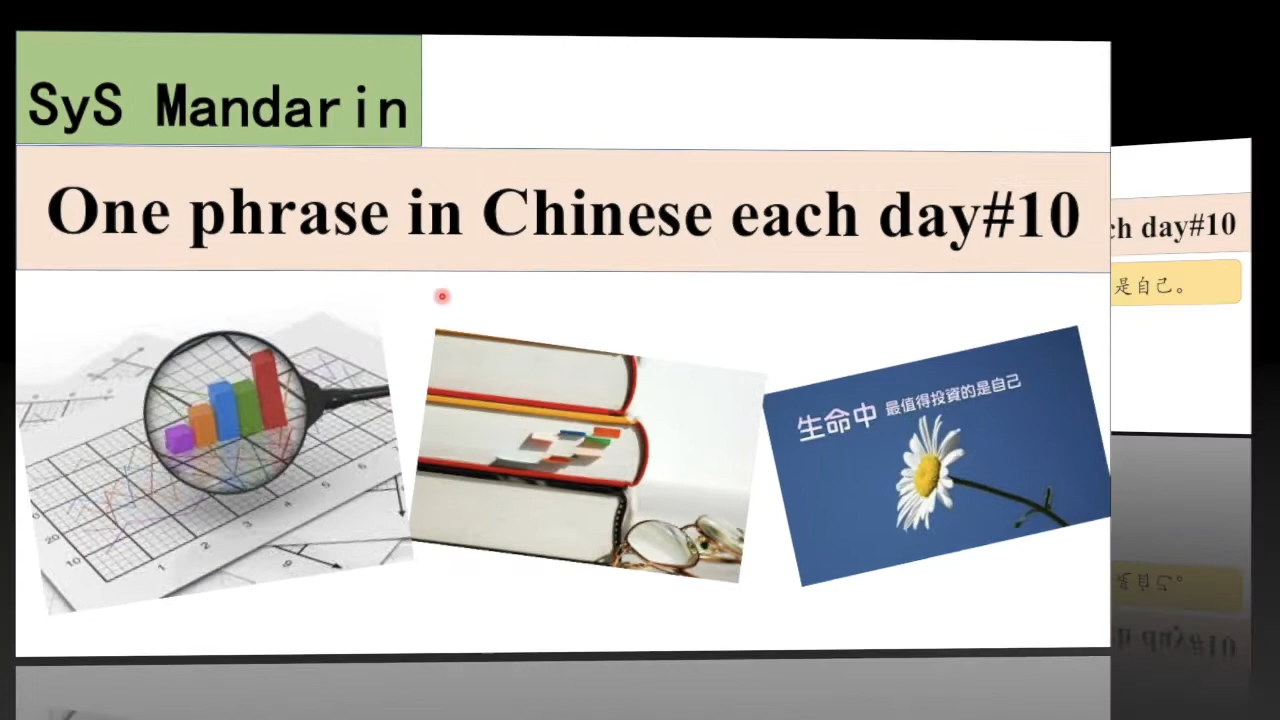 SyS Mandarin
One phrase in Chinese each day#10
ch day#10
是自己。
生命中 最值得投資的是自己